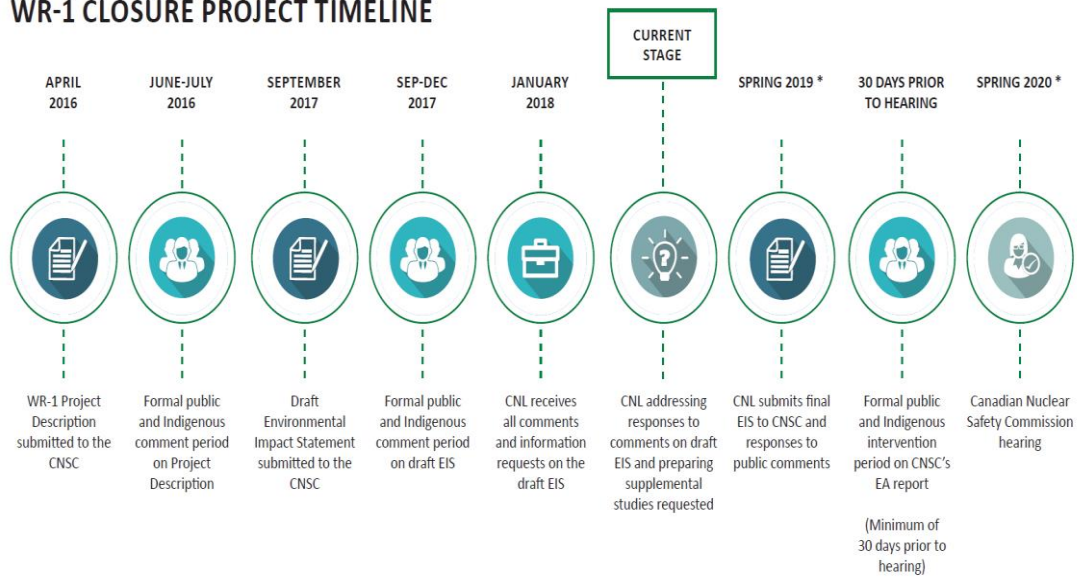 WR-1 CLOSURE PROJECT TIMELINE
APRIL
2016
JUNE-JULY
2016
SEPTEMBER
2017
SEP-DEC
2017
JANUARY
2018
CURRENT
STAGE
SPRING 2019 *
30 DAYS PRIOR
TO HEARING
SPRING 2020 *
?
WR-1 Project
Description
submitted to the
CNSC
Formal public
and Indigenous
comment period
on Project
Description
Draft
Environmental
Impact Statement
submitted to the
CNSC
Formal public
and Indigenous
comment period
on draft EIS
CNL receives
all comments
and information
requests on the
draft EIS
CNL addressing
responses to
comments on draft
EIS and preparing
supplemental
studies requested
CNL submits final
EIS to CNSC and
responses to
public comments
Formal public
and Indigenous
intervention
period on CNSC's
EA report
(Minimum of
30 days prior to
hearing)
Canadian Nuclear
Safety Commission
hearing